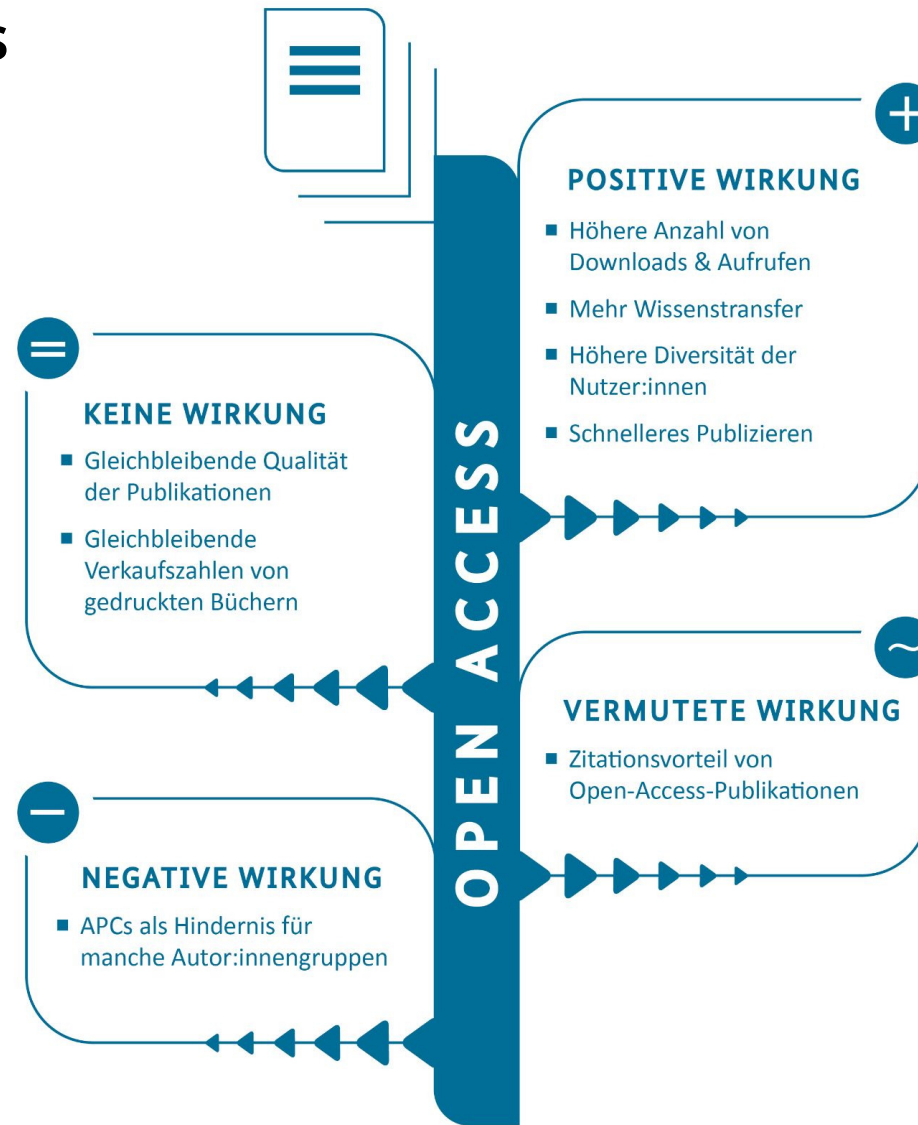 s
OPEN ACCESS
+
POSITIVE WIRKUNG
▪ Höhere Anzahl von
Downloads & Aufrufen
▪ Mehr Wissenstransfer
▪ Höhere Diversität der
Nutzer:innen
▪ Schnelleres Publizieren
=
KEINE WIRKUNG
▪ Gleichbleibende Qualität
der Publikationen
▪ Gleichbleibende
Verkaufszahlen von
gedruckten Büchern
~
VERMUTETE WIRKUNG
▪ Zitationsvorteil von
Open-Access-Publikationen
−
NEGATIVE WIRKUNG
▪ APCs als Hindernis für
manche Autor:innengruppen